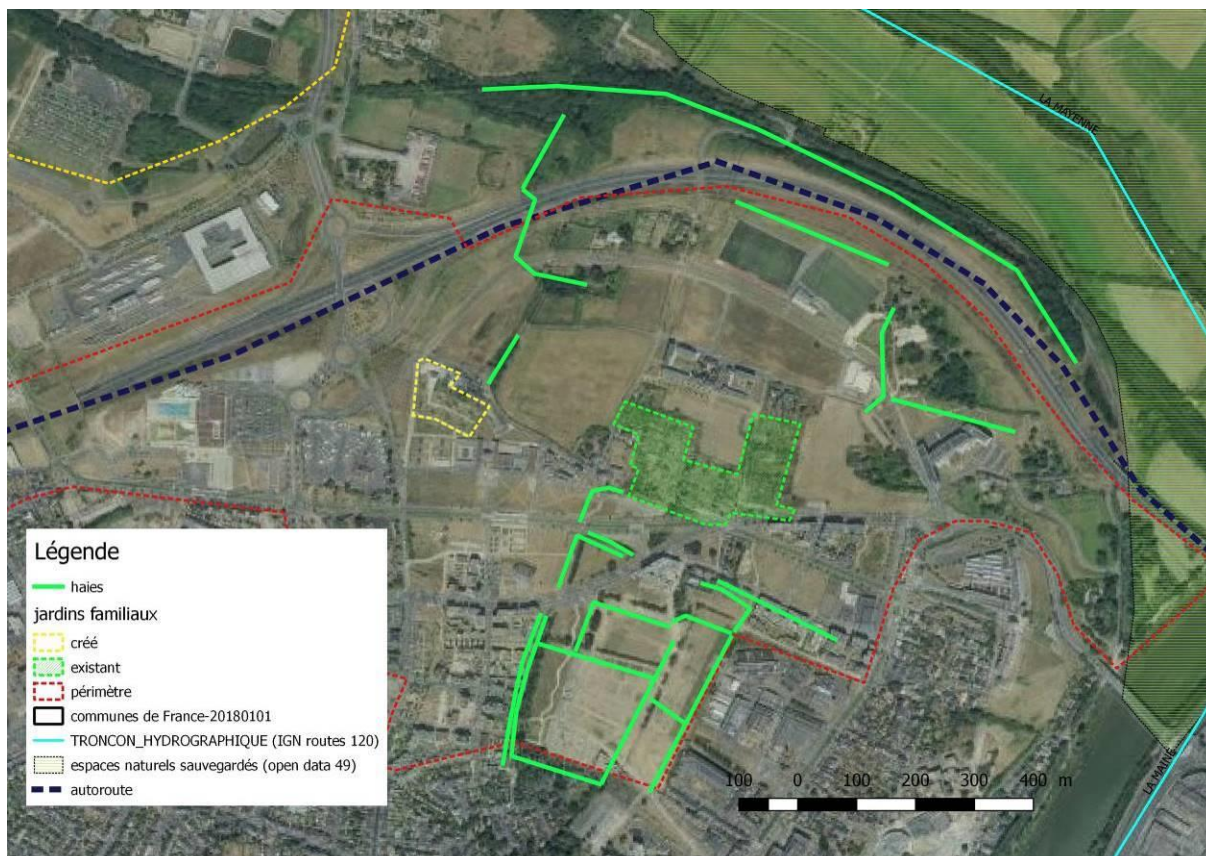 LA MAYENNE
Légende
haies
jardins familiaux
créé
existant
périmètre
communes de France-20180101
TRONCON_HYDROGRAPHIQUE (IGN routes 120)
espaces naturels sauvegardés (open data 49)
autoroute
100 0 100 200 300 400 m
LA MAINE